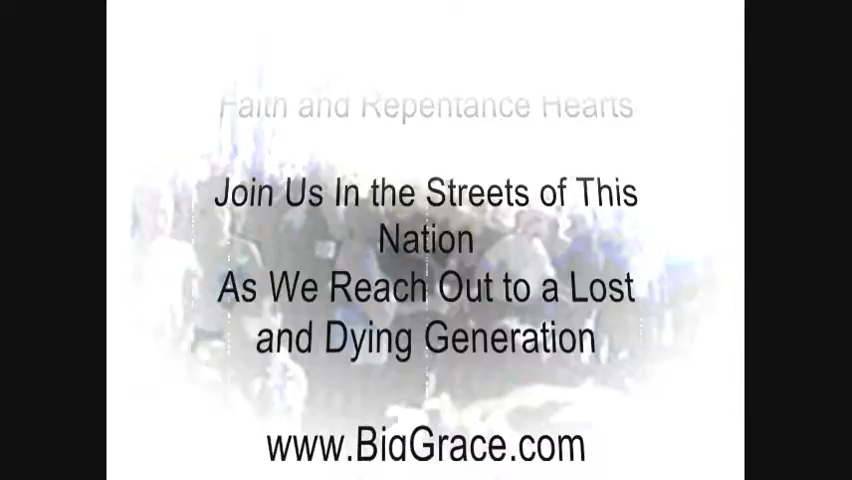 Faith and Repentance Hearts
Join Us In the Streets of This
Nation
As We Reach Out to a Lost
and Dying Generation
www.BigGrace.com